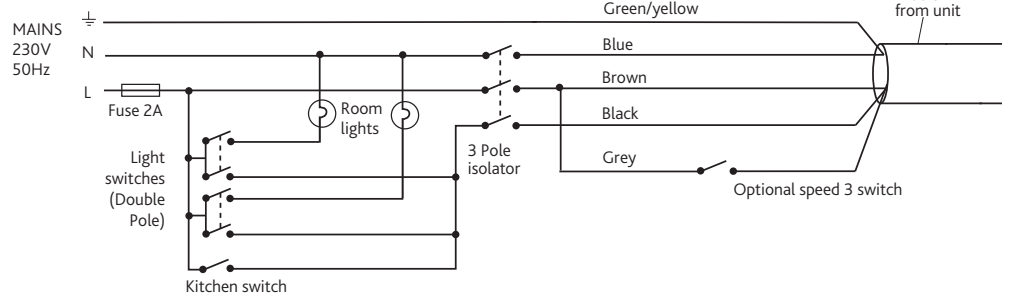 Green/yellow
from unit
MAINS
230V
50Hz
N
Blue
L
Brown
Fuse 2A
Room
lights
Black
Light
switches
(Double
Pole)
3 Pole
isolator
Grey
Optional speed 3 switch
Kitchen switch